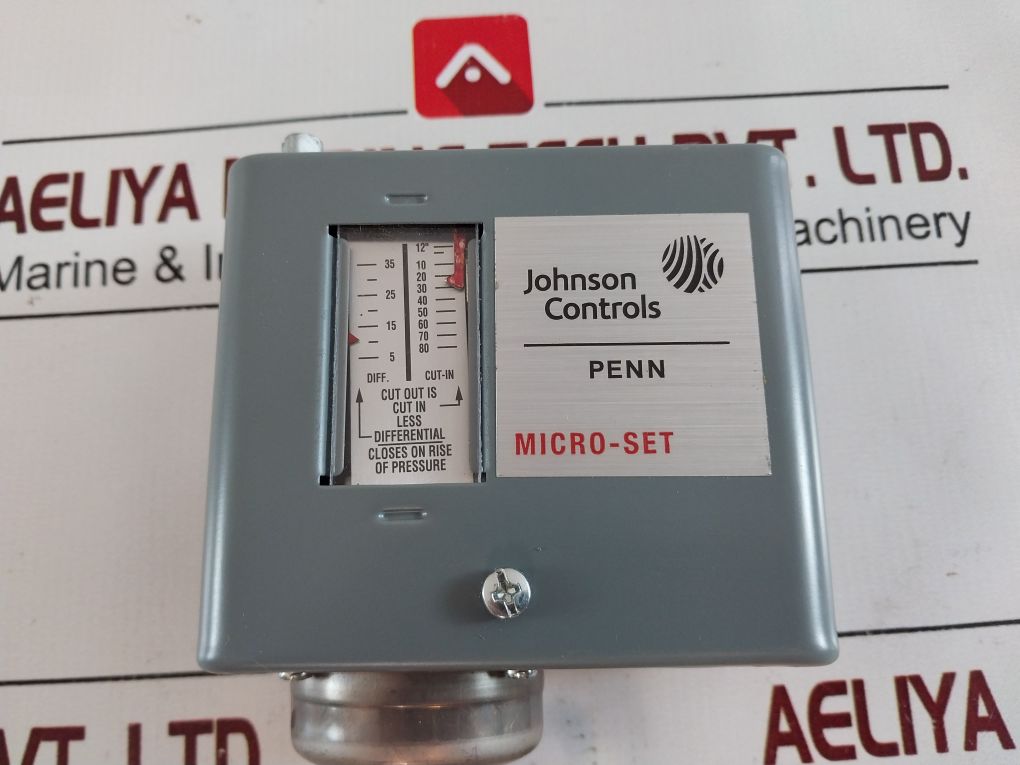 AELIYA PVT. LTD.
Marine & achinery
12"
35
10
20
30
25
40
50
15
60
70
5
80
DIFF. CUT-IN
CUT OUT IS
CUT IN
LESS
DIFFERENTIAL
CLOSES ON RISE
OF PRESSURE
Johnson
Controls
PENN
MICRO-SET
VT. LTD
AELIYA